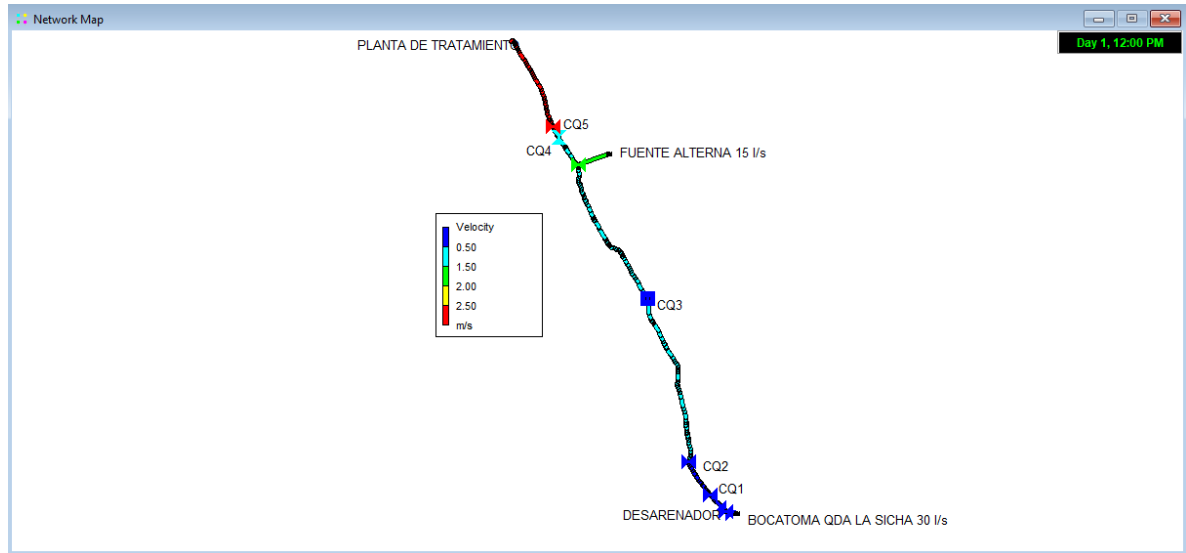 Network Map
Day 1, 12:00 PM
PLANTA DE TRATAMIENTO
CQ5
CQ4
FUENTE ALTERNA 15 l/s
Velocity
0.50
1.50
2.00
2.50
m/s
CQ3
CQ2
CQ1
DESARENADOR
BOCATOMA QDA LA SICHA 30 l/s